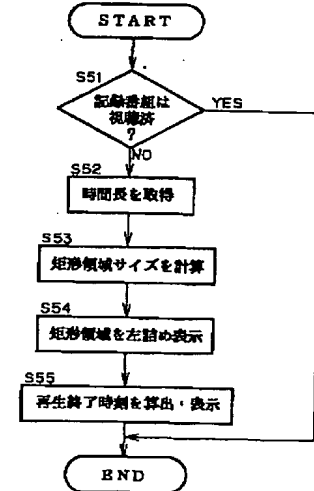 START
S51
記録番組は
視聴済
?
YES
NO
S52
時間長を取得
S53
矩形領域サイズを計算
S54
矩形領域を左詰め表示
S55
再生終了時刻を算出・表示
END